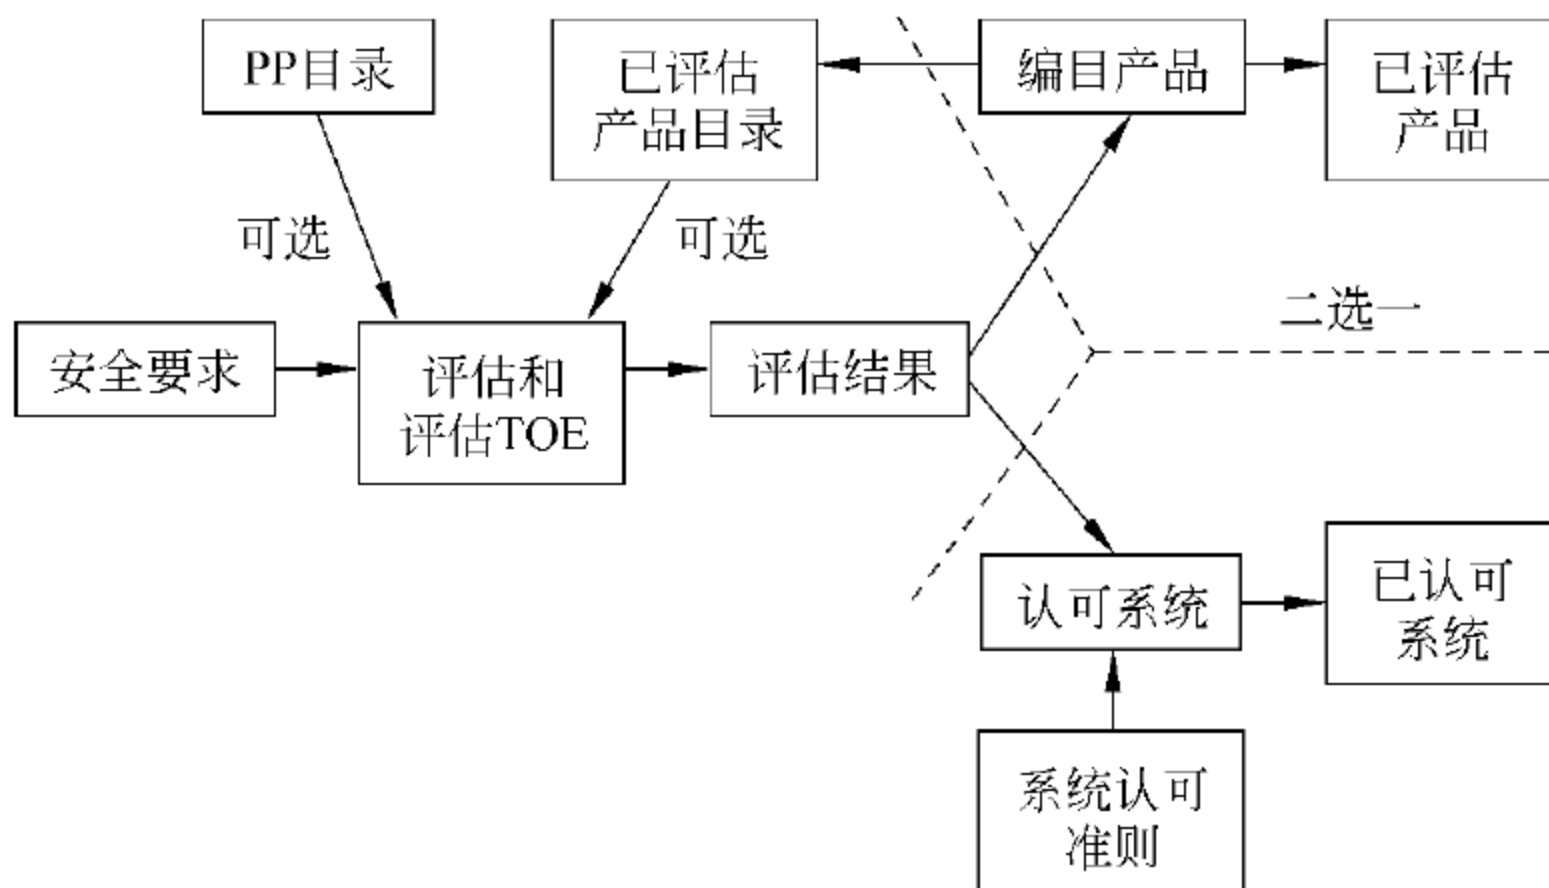 PP目录
已评估
产品目录
编目产品
已评估
产品
可选
可选
二选一
安全要求
评估和
评估TOE
评估结果
认可系统
已认可
系统
系统认可
准则